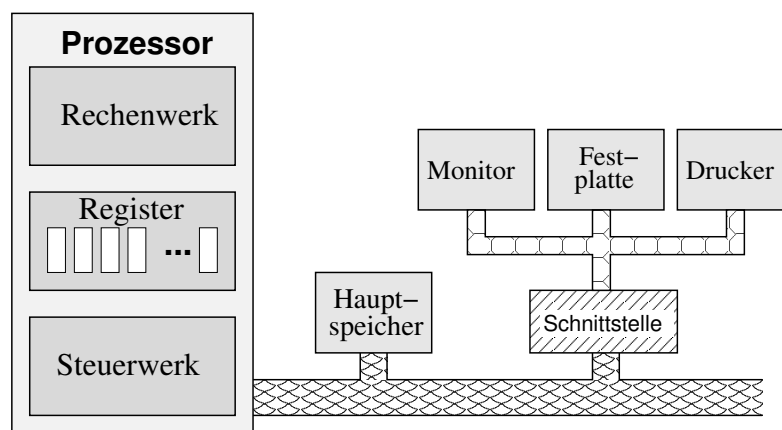 Prozessor
Rechenwerk
Register
...
Steuerwerk
Haupt–
speicher
Monitor
Fest–
platte
Drucker
Schnittstelle